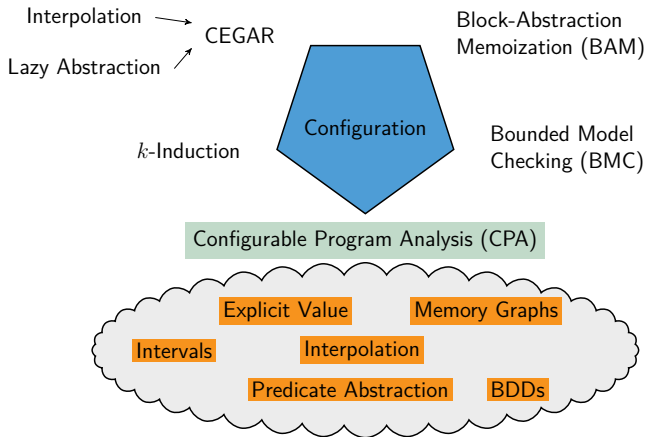 Interpolation
CEGAR
Lazy Abstraction
Block-Abstraction
Memoization (BAM)
Configuration
k-Induction
Bounded Model
Checking (BMC)
Configurable Program Analysis (CPA)
Explicit Value
Memory Graphs
Intervals
Interpolation
Predicate Abstraction
BDDs